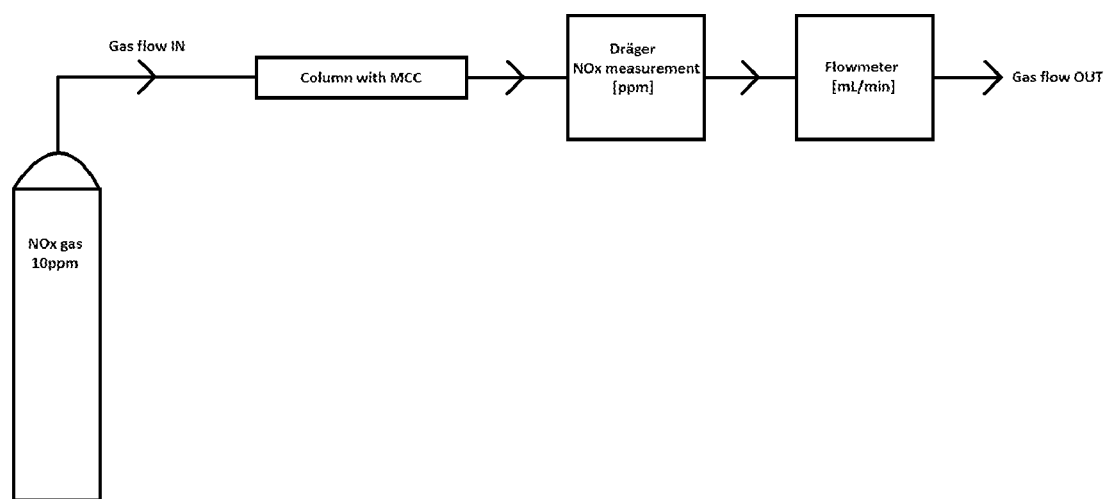 Gas flow IN
Column with MCC
Dräger
NOx measurement
[ppm]
Flowmeter
[mL/min]
Gas flow OUT
NOx gas
10ppm